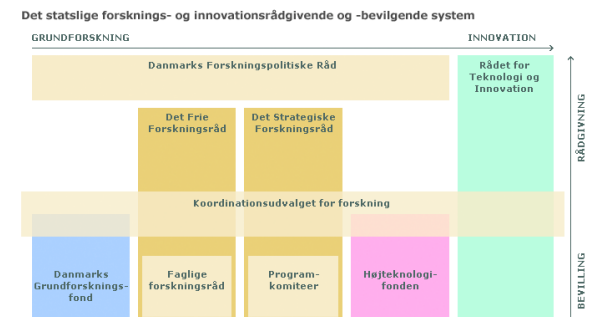 Det statslige forsknings- og innovationsrådgivende og -bevilgende system
GRUNDFORSKNING
INNOVATION
Danmarks Forskningspolitiske Råd
Rådet for
Teknologi og
Innovation
RÅDGIVNING
Det Frie
Forskningsråd
Det Strategiske
Forskningsråd
Koordinationsudvalget for forskning
Danmarks
Grundforsknings-
fond
Faglige
forskningsråd
Program-
komiteer
Højteknologi-
fonden
BEVILLING